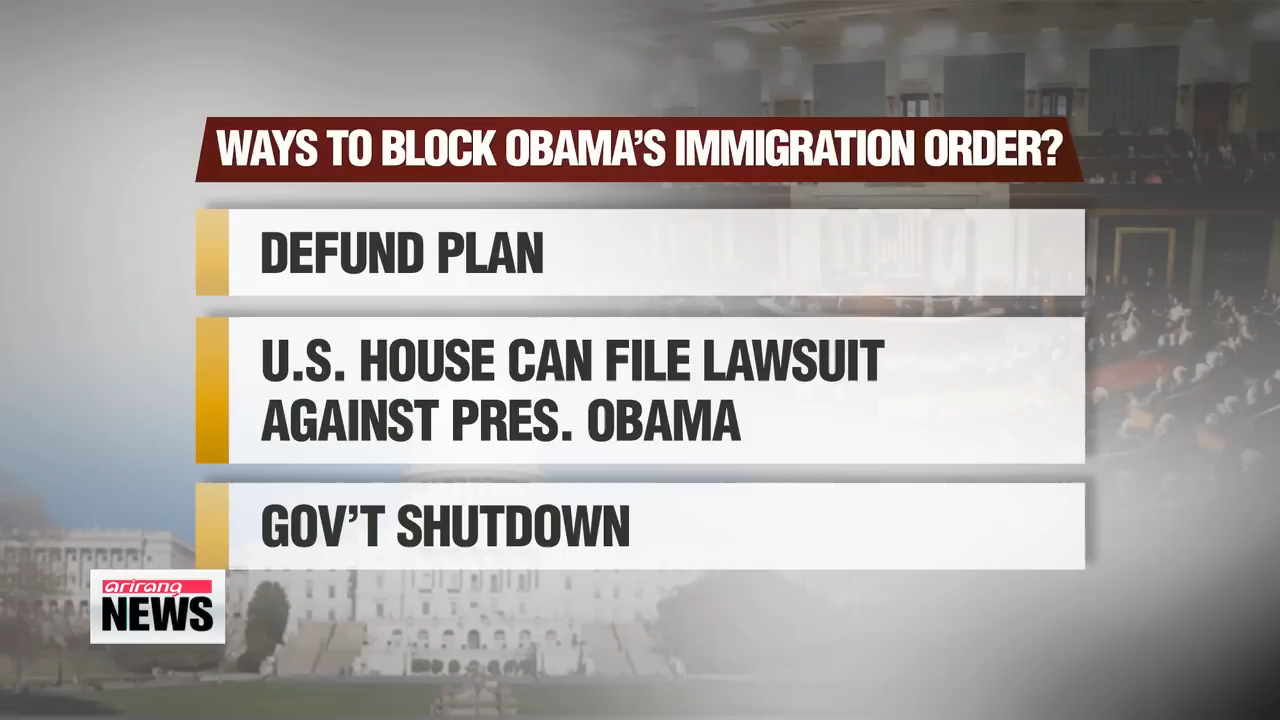 WAYS TO BLOCK OBAMA’S IMMIGRATION ORDER?
DEFUND PLAN
U.S. HOUSE CAN FILE LAWSUIT
AGAINST PRES. OBAMA
GOV’T SHUTDOWN
arirang
NEWS